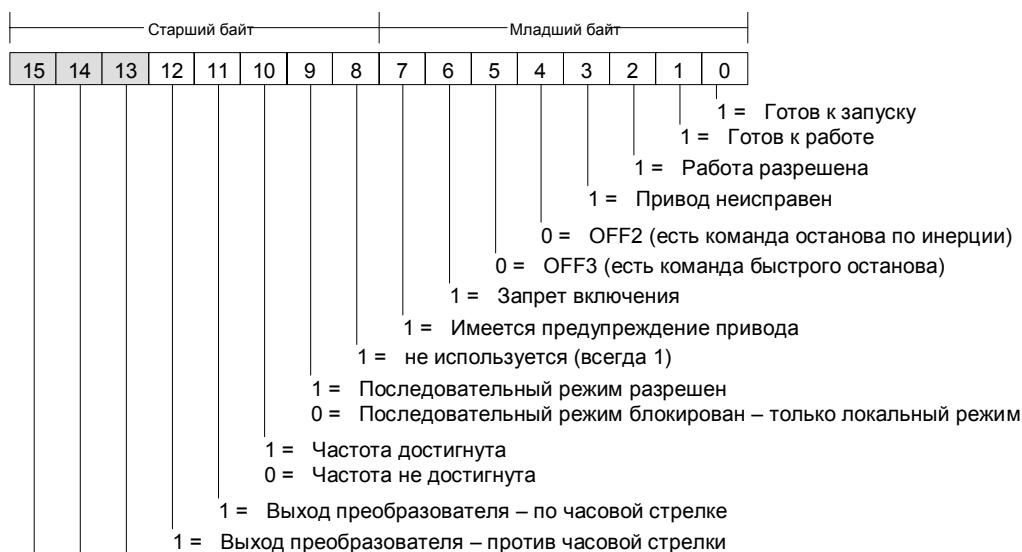 Старший байт Младший байт
15 14 13 12 11 10 9 8 7 6 5 4 3 2 1 0
1 = Готов к запуску
1 = Готов к работе
1 = Работа разрешена
1 = Привод неисправен
0 = OFF2 (есть команда останова по инерции)
0 = OFF3 (есть команда быстрого останова)
1 = Запрет включения
1 = Имеется предупреждение привода
1 = не используется (всегда 1)
1 = Последовательный режим разрешен
0 = Последовательный режим блокирован – только локальный режим
1 = Частота достигнута
0 = Частота не достигнута
1 = Выход преобразователя – по часовой стрелке
1 = Выход преобразователя – против часовой стрелки